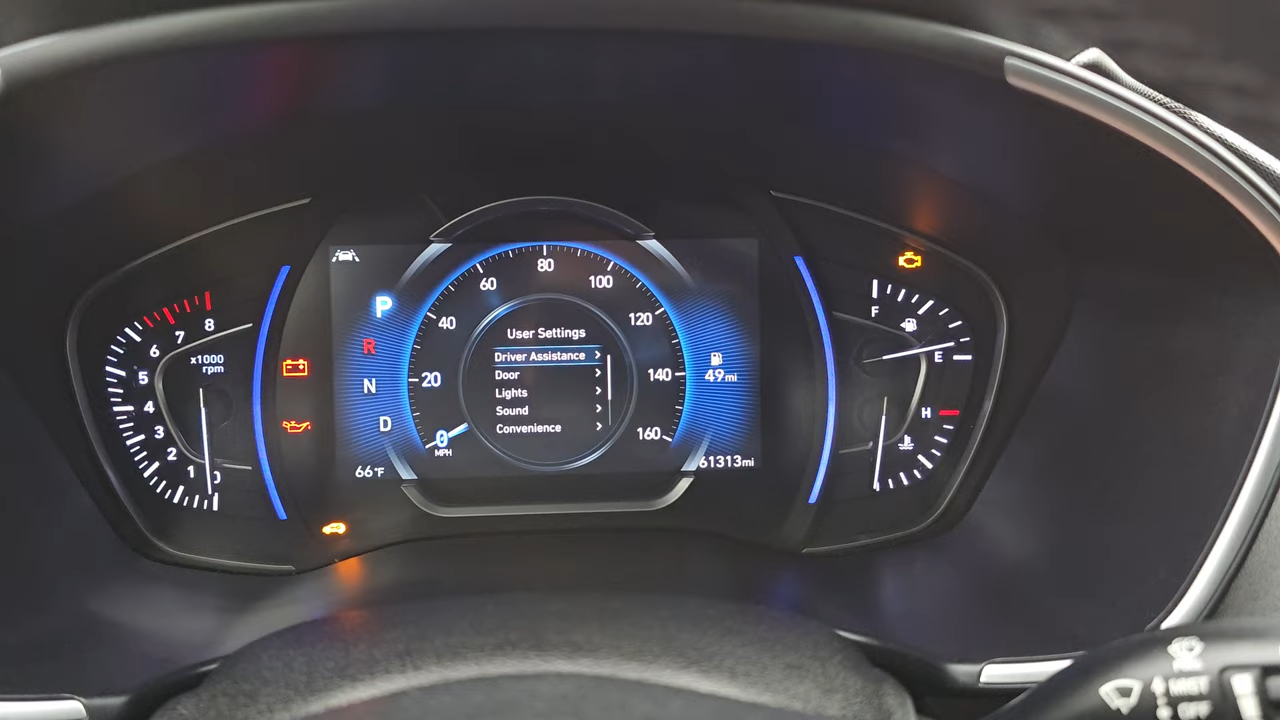 80
60
100
40
120
20
140
160
0
MPH
User Settings
Driver Assistance
Door
Lights
Sound
Convenience
P
R
N
D
66°F
49mi
61313mi
8
7
6
5
4
3
2
1
0
x1000
rpm
F
E
H
MIST
OFF